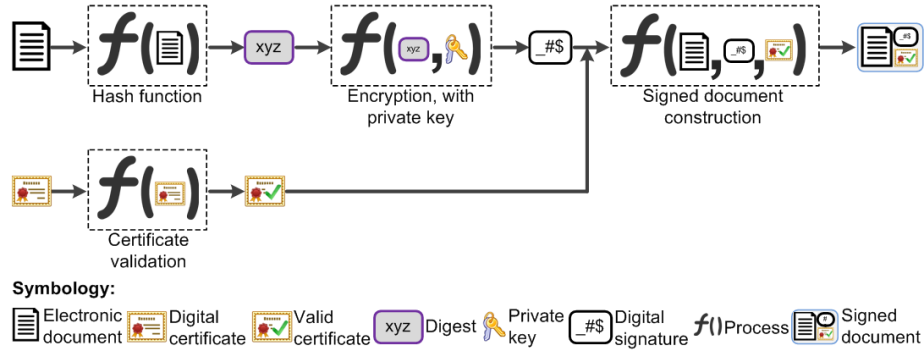 f( )
xyz
f(xyz, )
_#$
f( , _#$, )
_#$
Hash function
Encryption, with
private key
Signed document
construction
f( )
Certificate
validation
Symbology:
Electronic
document
Digital
certificate
Valid
certificate
xyz
Digest
Private
key
_#$
Digital
signature
f()
Process
#
Signed
document